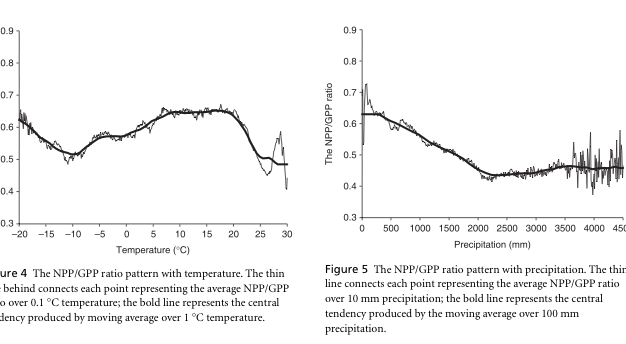 0.9
0.8
0.7
0.6
0.5
0.4
0.3
−20 −15 −10 −5 0 5 10 15 20 25 30
Temperature (°C)
ure 4 The NPP/GPP ratio pattern with temperature. The thin
behind connects each point representing the average NPP/GPP
o over 0.1 °C temperature; the bold line represents the central
dency produced by moving average over 1 °C temperature.
0.9
0.8
0.7
0.6
0.5
0.4
0.3
The NPP/GPP ratio
0 500 1000 1500 2000 2500 3000 3500 4000 450
Precipitation (mm)
Figure 5 The NPP/GPP ratio pattern with precipitation. The thin
line connects each point representing the average NPP/GPP ratio
over 10 mm precipitation; the bold line represents the central
tendency produced by the moving average over 100 mm
precipitation.